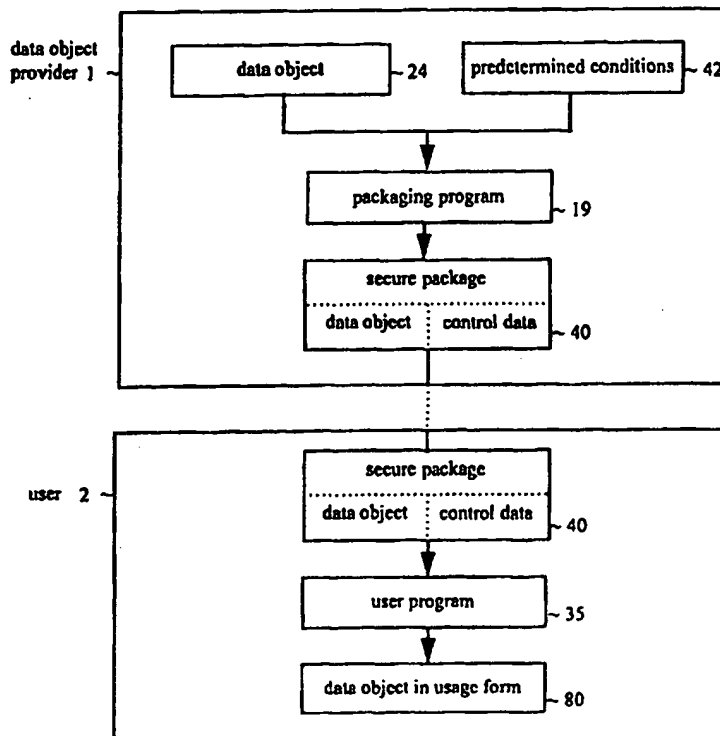 data object
provider 1
data object
24
predetermined conditions
42
packaging program
19
secure package
data object
control data
40
user 2
secure package
data object
control data
40
user program
35
data object in usage form
80